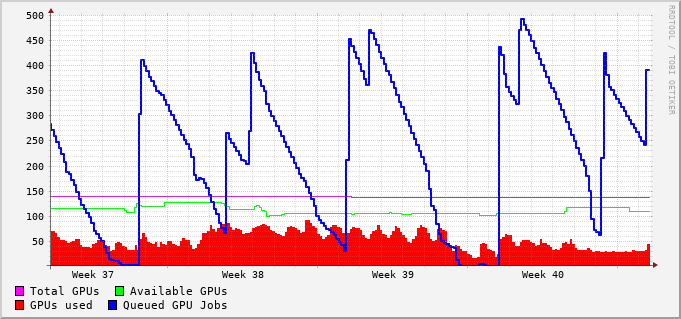 500
450
400
350
300
250
200
150
100
50
Week 37 Week 38 Week 39 Week 40
Total GPUs Available GPUs
GPUs used Queued GPU Jobs
RRDTOOL / TOBI OETIKER